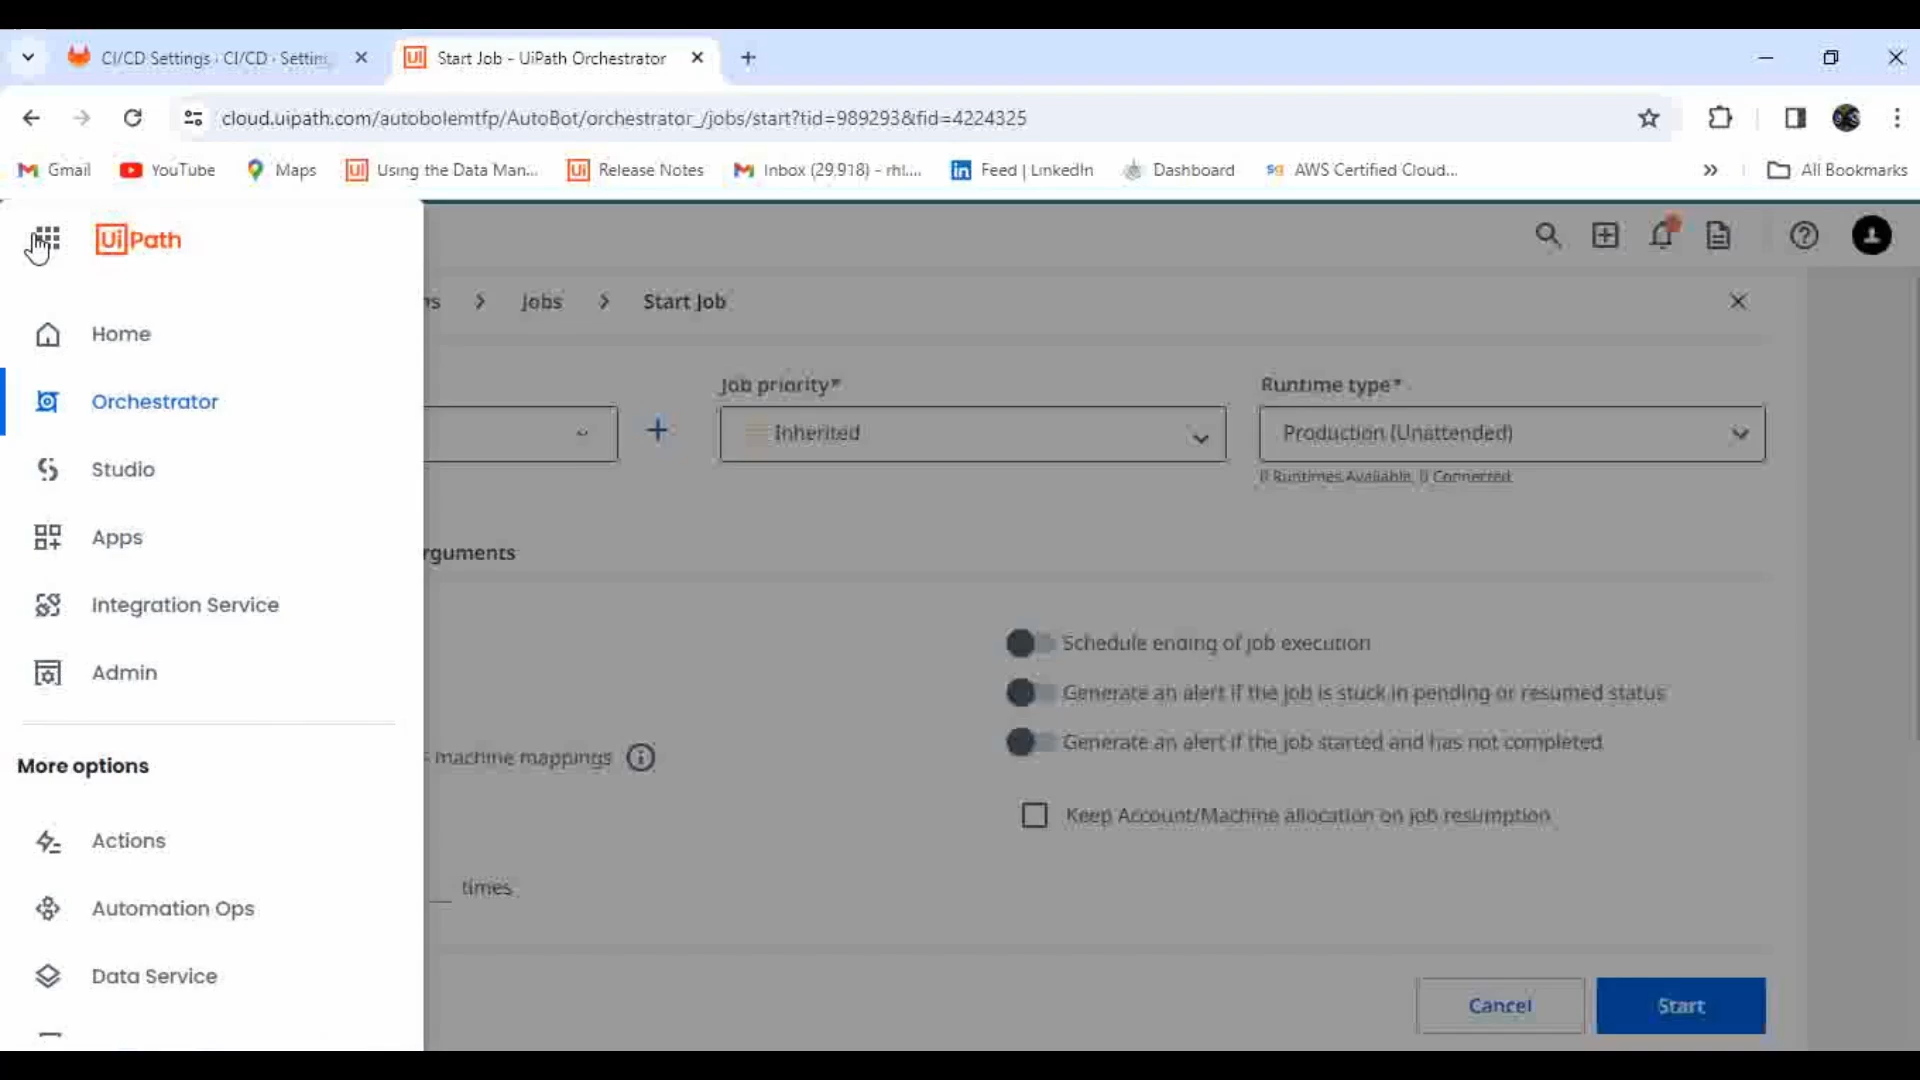 CI/CD Settings · CI/CD · Settin
Start Job - UiPath Orchestrator
cloud.uipath.com/autobolemtfp/AutoBot/orchestrator_/jobs/start?tid=989293&fid=4224325
Gmail
YouTube
Maps
Using the Data Man...
Release Notes
Inbox (29,918) - rhl....
Feed | LinkedIn
Dashboard
AWS Certified Cloud...
All Bookmarks
UiPath
Home
Orchestrator
Studio
Apps
Integration Service
Admin
More options
Actions
Automation Ops
Data Service
ns > Jobs > Start Job
Job priority*
Inherited
Runtime type*
Production (Unattended)
0 Runtimes Available, 0 Connected
rguments
Schedule ending of job execution
Generate an alert if the job is stuck in pending or resumed status
Generate an alert if the job started and has not completed
machine mappings
Keep Account/Machine allocation on job resumption
times
Cancel
Start